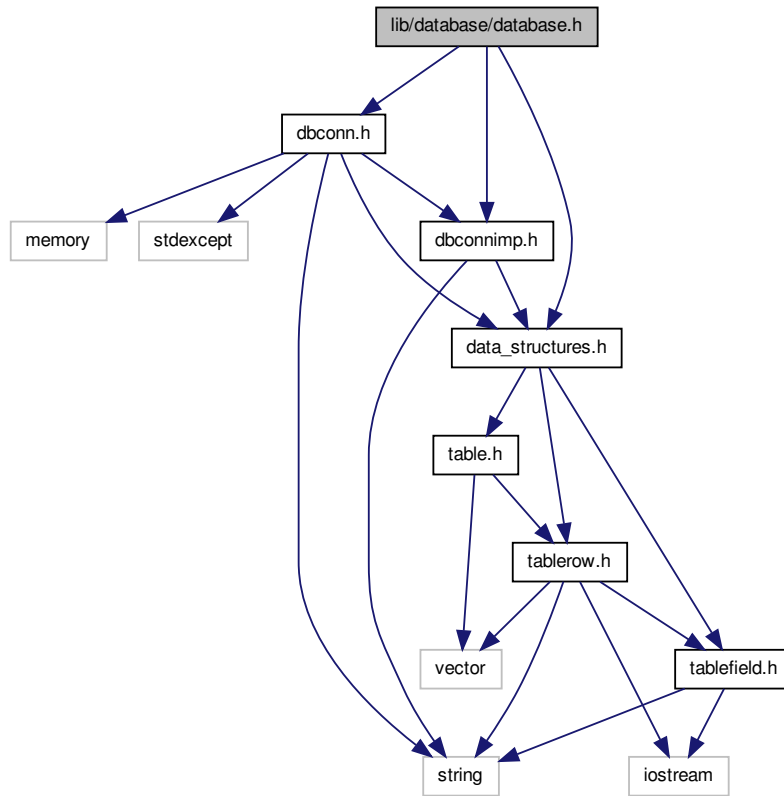 lib/database/database.h
dbconn.h
memory
stdexcept
dbconnimp.h
data_structures.h
table.h
tablerow.h
vector
tablefield.h
string
iostream